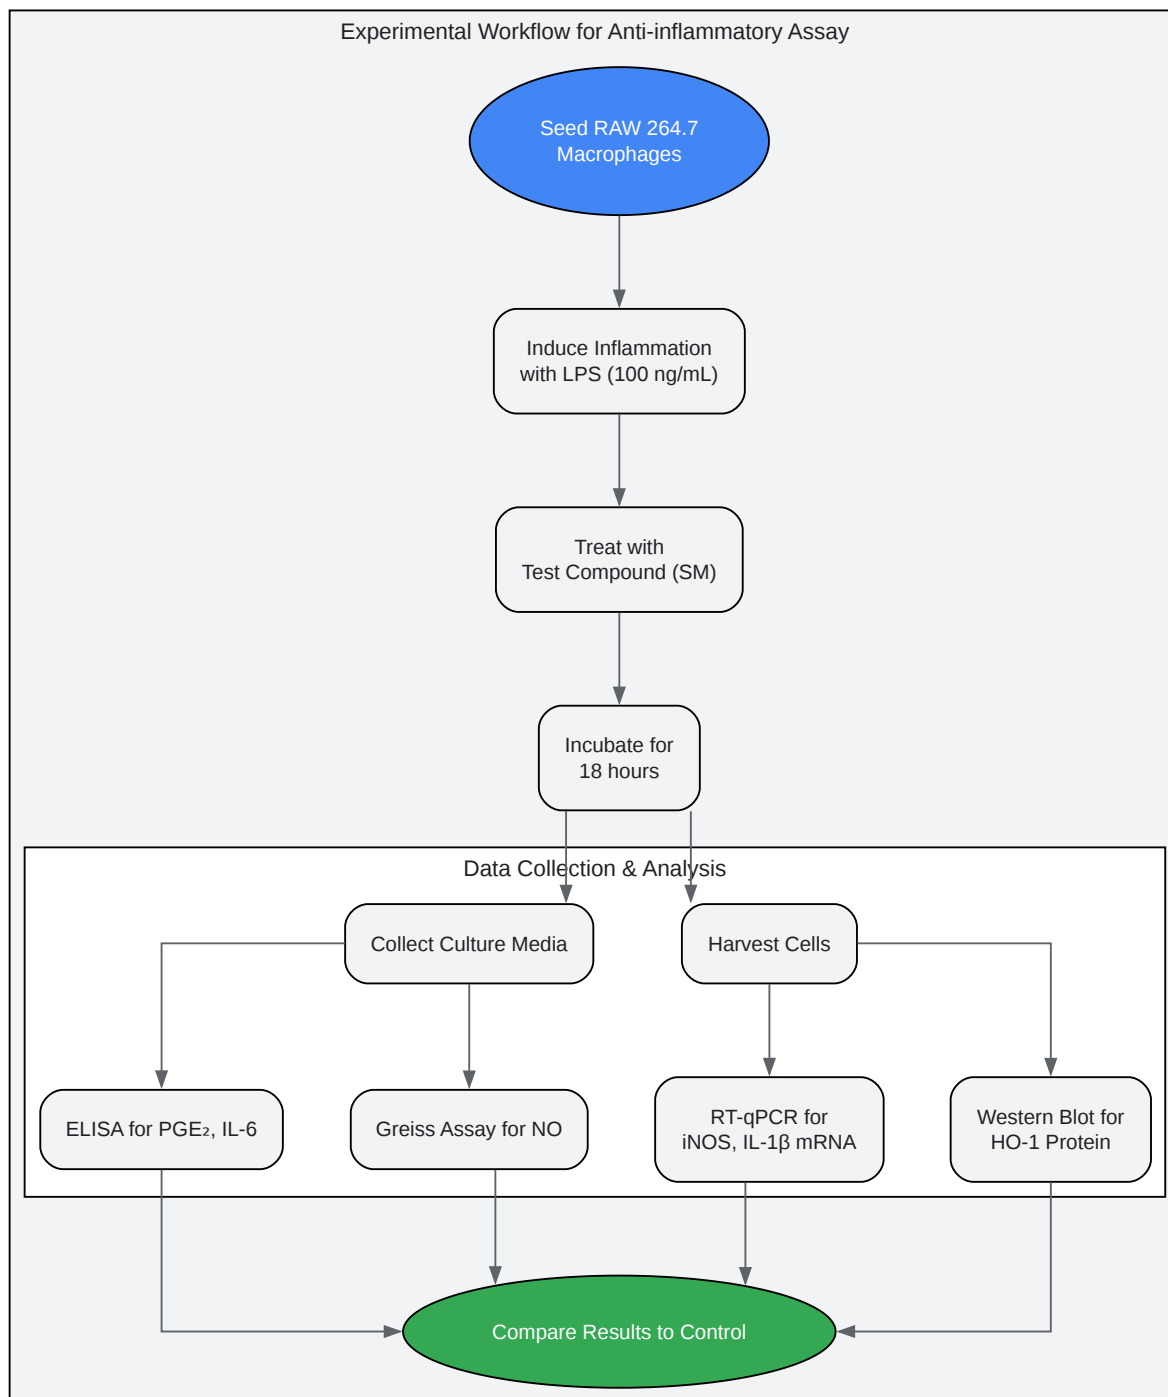 Experimental Workflow for Anti-inflammatory Assay
Seed RAW 264.7
Macrophages
Induce Inflammation
with LPS (100 ng/mL)
Treat with
Test Compound (SM)
Incubate for
18 hours
Data Collection & Analysis
Collect Culture Media
Harvest Cells
ELISA for PGE₂, IL-6
Greiss Assay for NO
RT-qPCR for
iNOS, IL-1β mRNA
Western Blot for
HO-1 Protein
Compare Results to Control